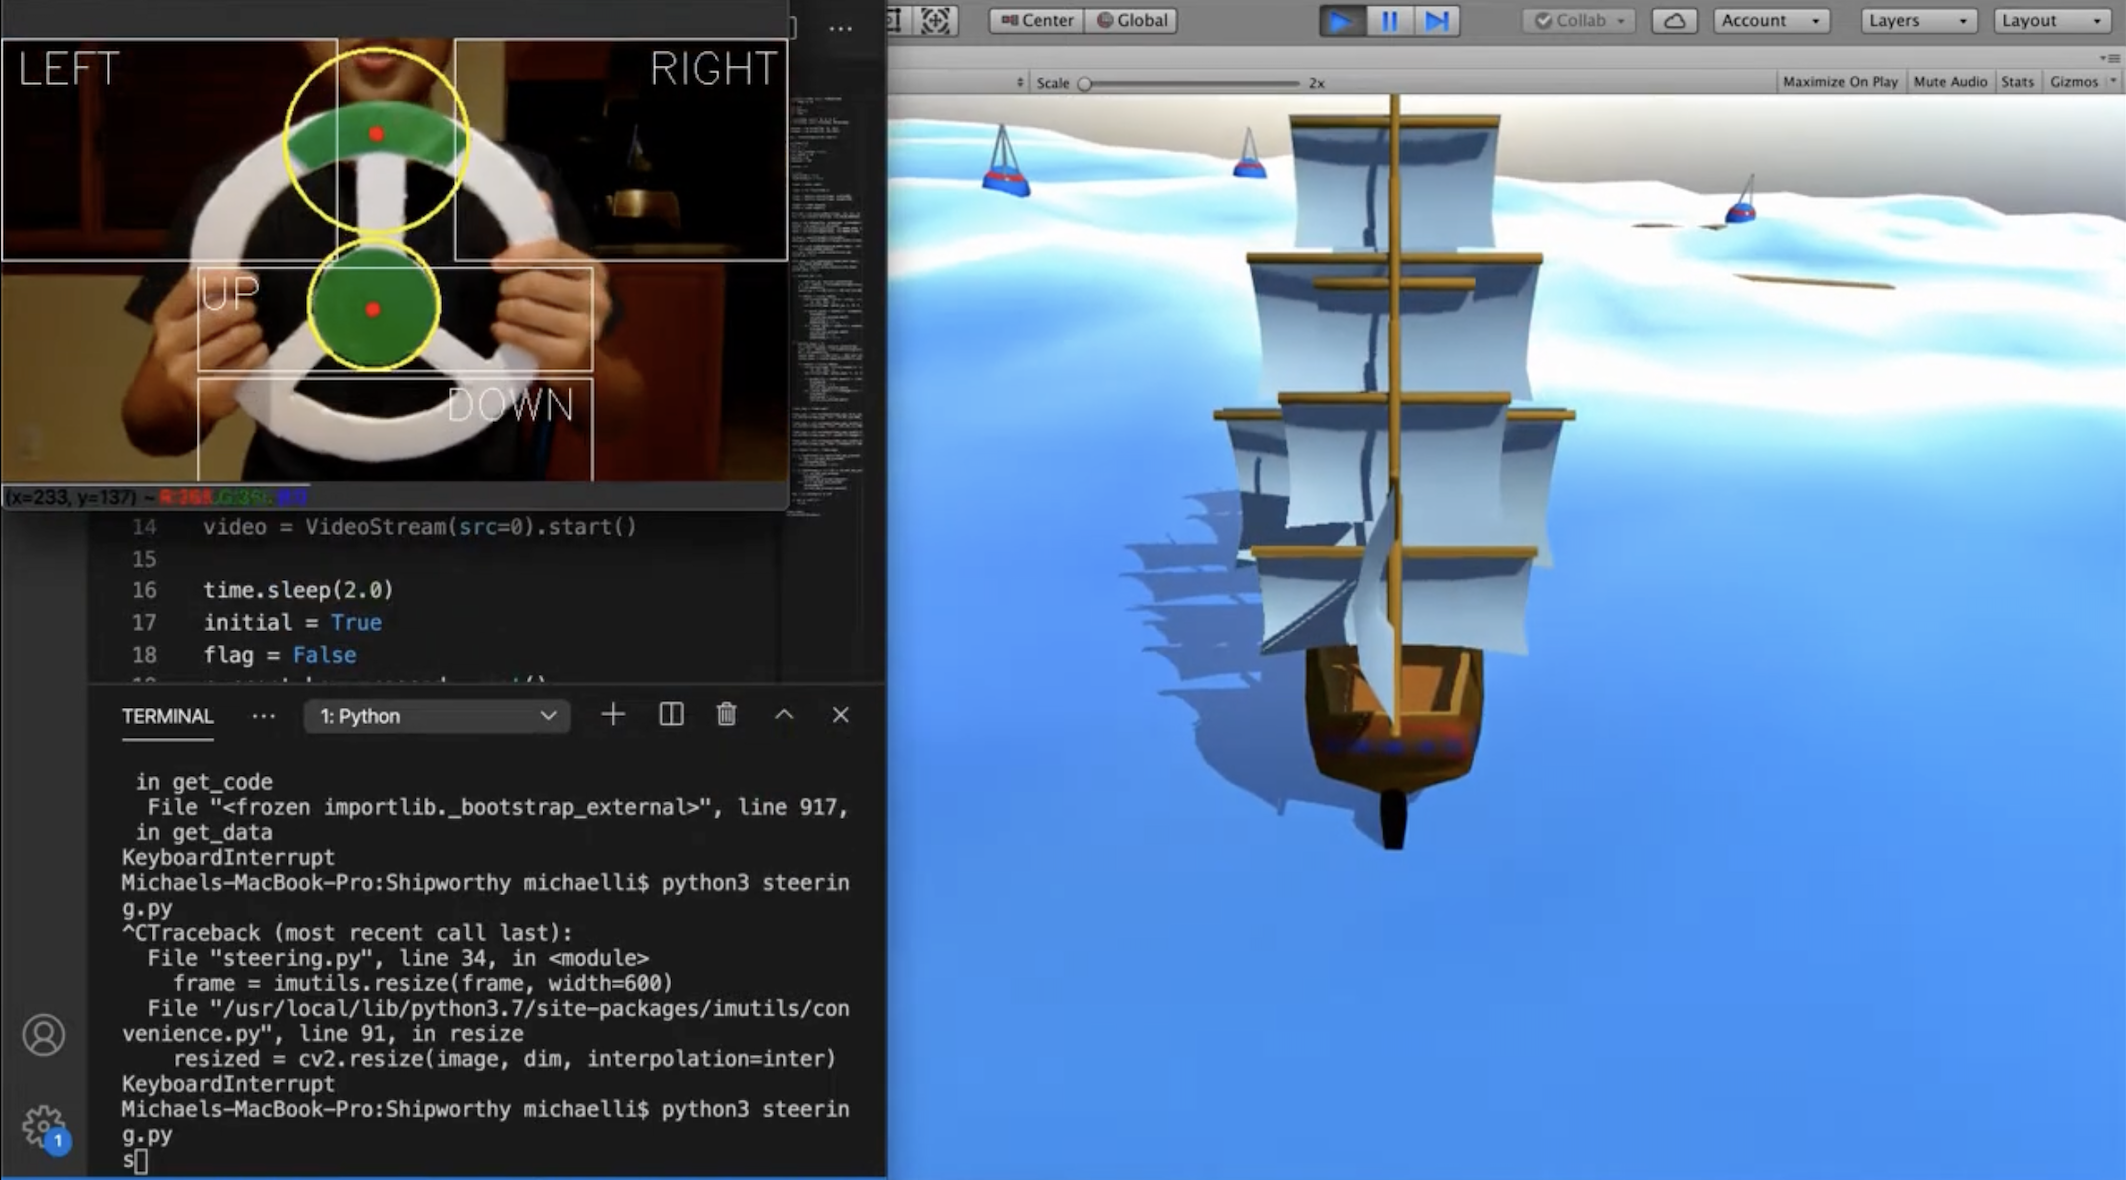 LEFT
RIGHT
UP
DOWN
(x=233, y=137) ~
14 video = VideoStream(src=0).start()
15
16 time.sleep(2.0)
17 initial = True
18 flag = False
TERMINAL ··· 1: Python
in get_code
File "<frozen importlib._bootstrap_external>", line 917,
in get_data
KeyboardInterrupt
Michaels-MacBook-Pro:Shipworthy michaelli$ python3 steerin
g.py
^CTraceback (most recent call last):
File "steering.py", line 34, in <module>
frame = imutils.resize(frame, width=600)
File "/usr/local/lib/python3.7/site-packages/imutils/con
venience.py", line 91, in resize
resized = cv2.resize(image, dim, interpolation=inter)
KeyboardInterrupt
Michaels-MacBook-Pro:Shipworthy michaelli$ python3 steerin
g.py
s
1
Center Global Collab Account Layers Layout
Scale 2x Maximize On Play Mute Audio Stats Gizmos